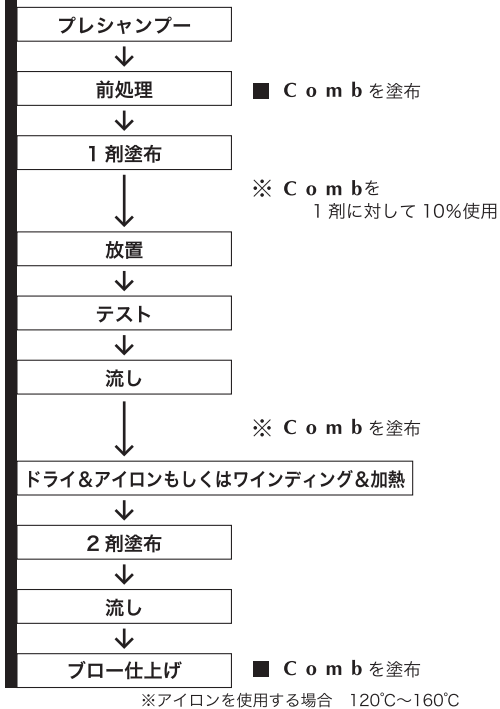 プレシャンプー
前処理
■ Combを塗布
1剤塗布
※ Combを
1剤に対して10%使用
放置
テスト
流し
※ Combを塗布
ドライ&アイロンもしくはワインディング&加熱
2剤塗布
流し
ブロー仕上げ
■ Combを塗布
※アイロンを使用する場合　120℃〜160℃